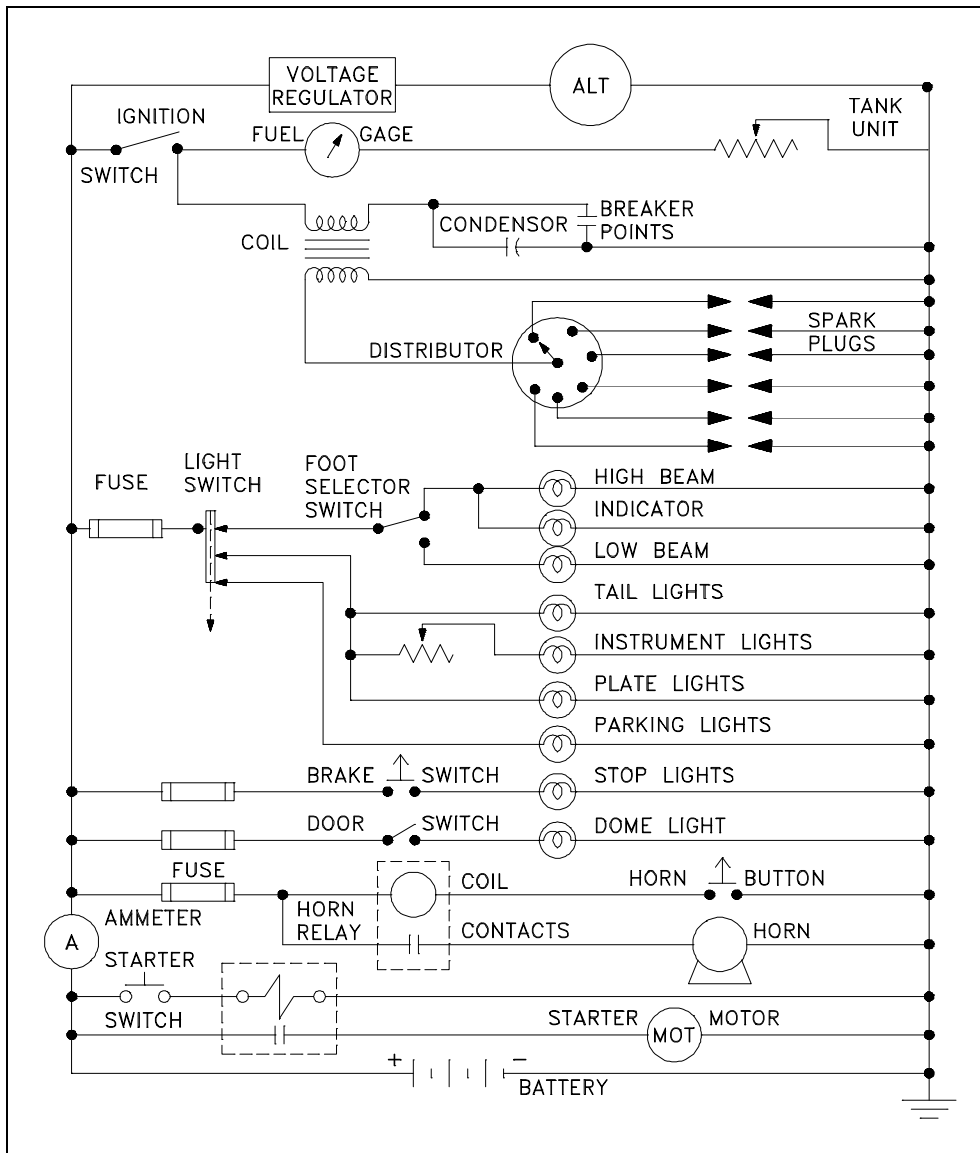 VOLTAGE
REGULATOR
ALT
IGNITION
SWITCH
FUEL GAGE
TANK
UNIT
COIL
CONDENSOR
BREAKER
POINTS
DISTRIBUTOR
SPARK
PLUGS
FUSE
LIGHT
SWITCH
FOOT
SELECTOR
SWITCH
HIGH BEAM
INDICATOR
LOW BEAM
TAIL LIGHTS
INSTRUMENT LIGHTS
PLATE LIGHTS
PARKING LIGHTS
BRAKE SWITCH
STOP LIGHTS
DOOR SWITCH
DOME LIGHT
FUSE
COIL
HORN BUTTON
HORN
RELAY
CONTACTS
HORN
AMMETER
A
STARTER
SWITCH
STARTER MOTOR
MOT
+ −
BATTERY